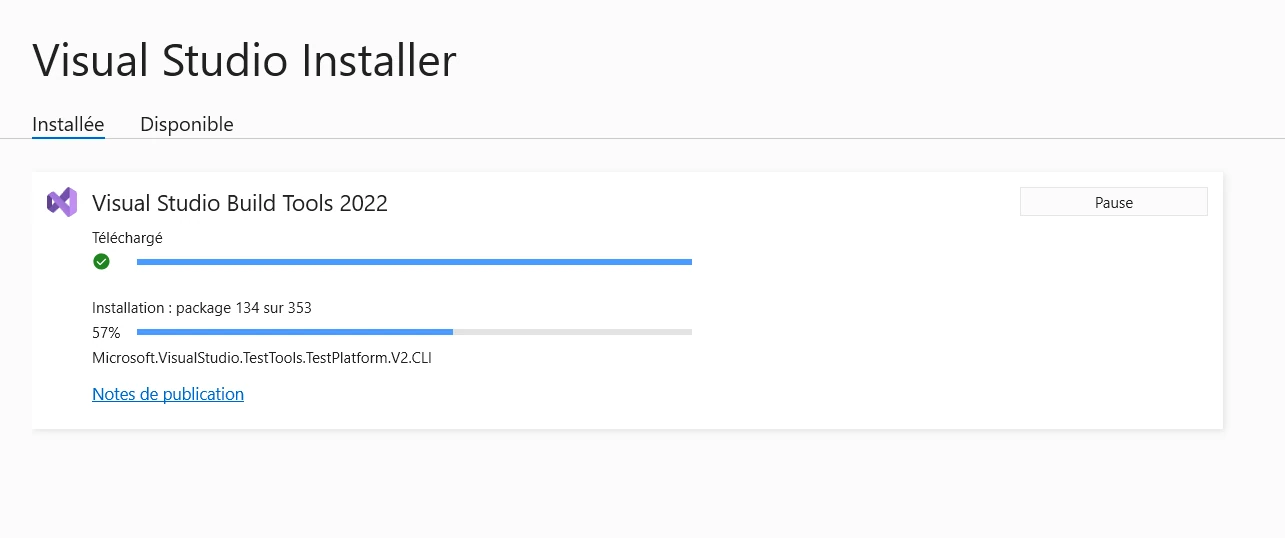 Visual Studio Installer
Installée Disponible
Visual Studio Build Tools 2022
Pause
Téléchargé
Installation : package 134 sur 353
57%
Microsoft.VisualStudio.TestTools.TestPlatform.V2.CLI
Notes de publication